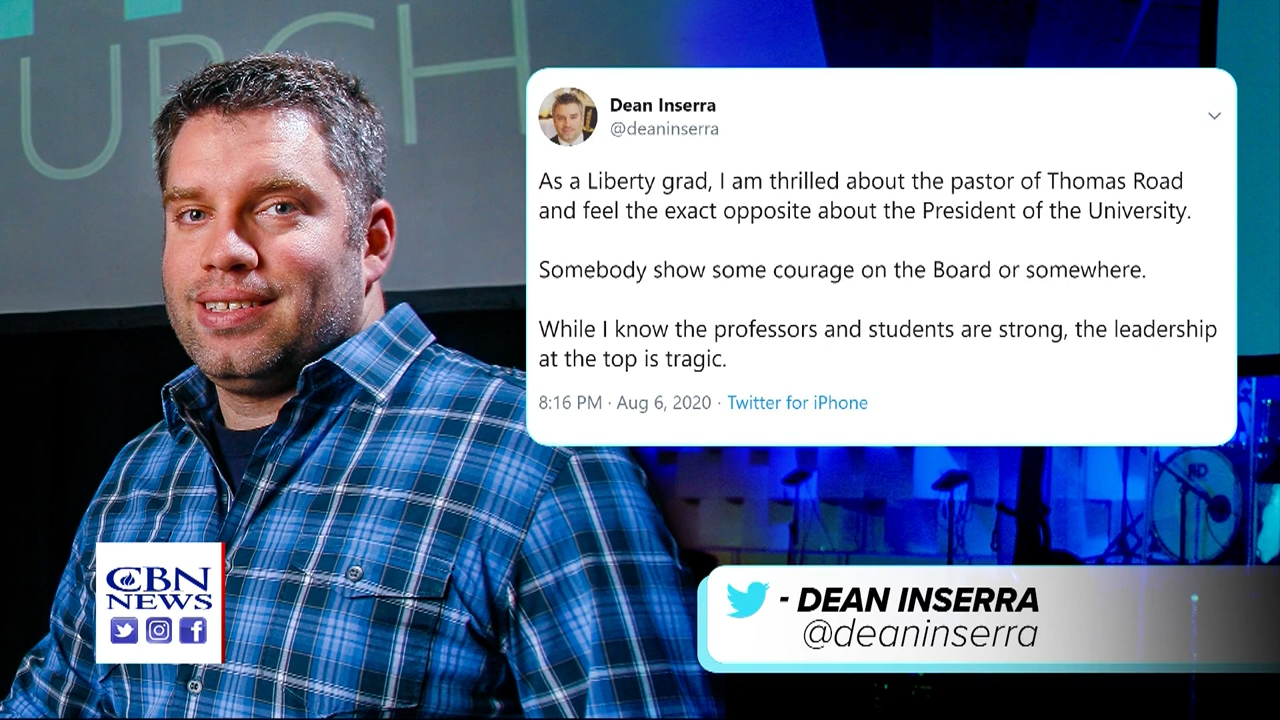 URCH
Dean Inserra
@deaninserra
As a Liberty grad, I am thrilled about the pastor of Thomas Road
and feel the exact opposite about the President of the University.
Somebody show some courage on the Board or somewhere.
While I know the professors and students are strong, the leadership
at the top is tragic.
8:16 PM · Aug 6, 2020 · Twitter for iPhone
CBN
NEWS
- DEAN INSERRA
@deaninserra